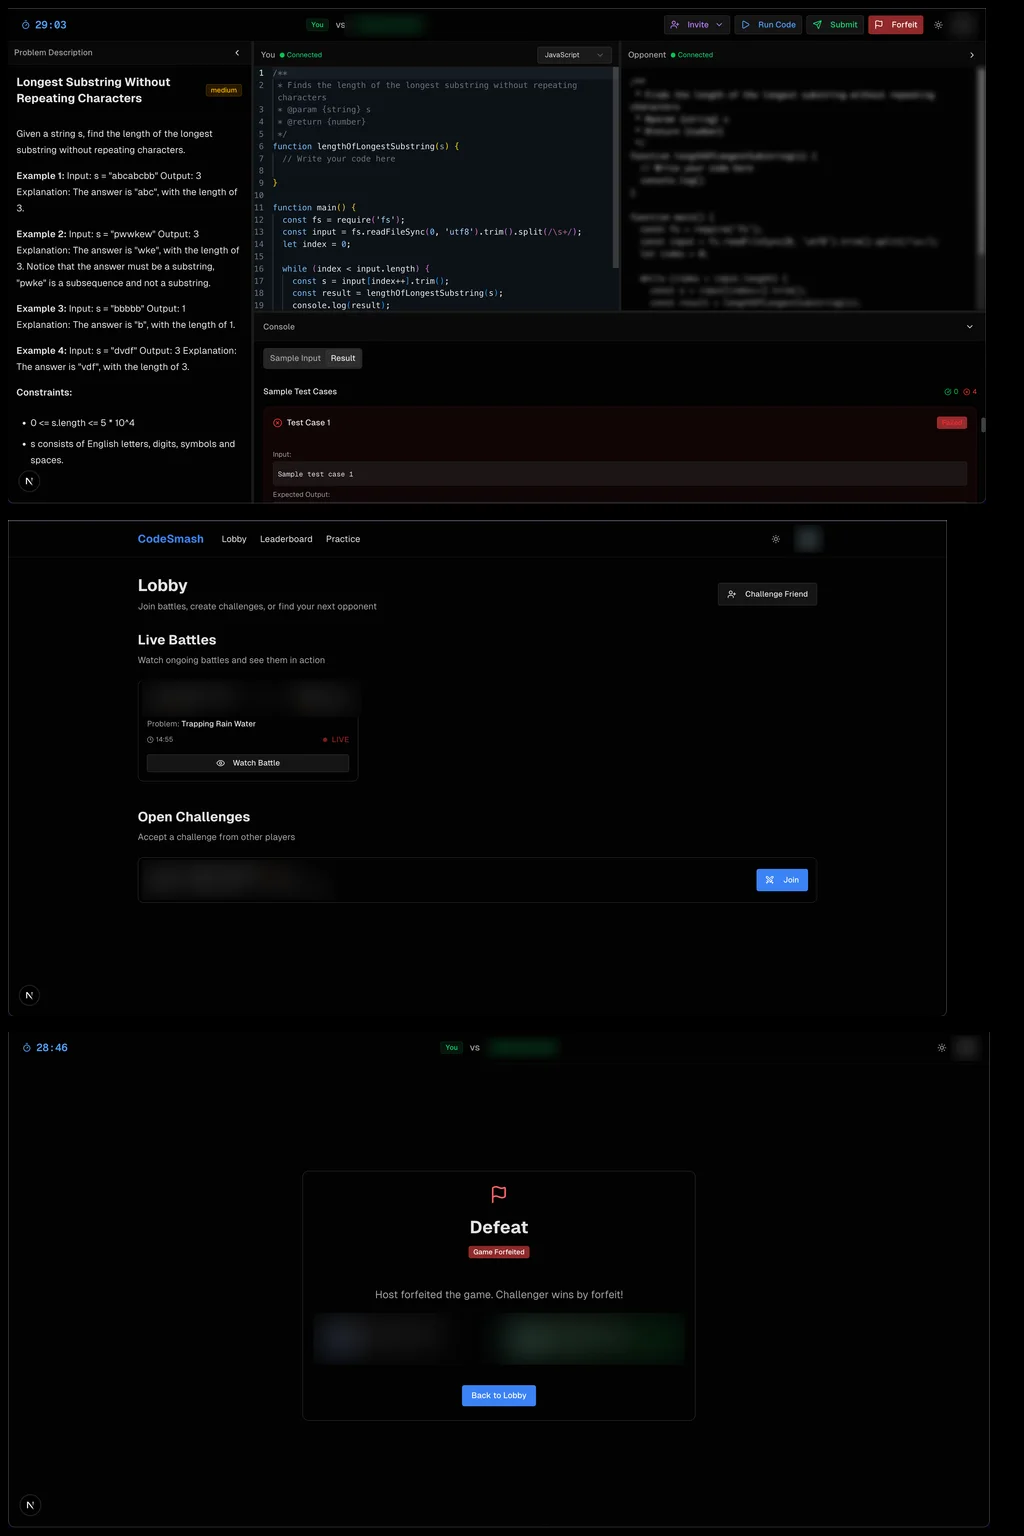 29:03
You vs
Invite
Run Code
Submit
Forfeit
Problem Description
Longest Substring Without
Repeating Characters
medium
Given a string s, find the length of the longest
substring without repeating characters.
Example 1: Input: s = "abcabcbb" Output: 3
Explanation: The answer is "abc", with the length of
3.
Example 2: Input: s = "pwwkew" Output: 3
Explanation: The answer is "wke", with the length of
3. Notice that the answer must be a substring,
"pwke" is a subsequence and not a substring.
Example 3: Input: s = "bbbbb" Output: 1
Explanation: The answer is "b", with the length of 1.
Example 4: Input: s = "dvdf" Output: 3 Explanation:
The answer is "vdf", with the length of 3.
Constraints:
• 0 <= s.length <= 5 * 10^4
• s consists of English letters, digits, symbols and
spaces.
N
You Connected
JavaScript
1 /**
2 * Finds the length of the longest substring without repeating
characters
3 * @param {string} s
4 * @return {number}
5 */
6 function lengthOfLongestSubstring(s) {
7 // Write your code here
8
9 }
10
11 function main() {
12 const fs = require('fs');
13 const input = fs.readFileSync(0, 'utf8').trim().split(/\s+/);
14 let index = 0;
15
16 while (index < input.length) {
17 const s = input[index++].trim();
18 const result = lengthOfLongestSubstring(s);
19 console.log(result);
Opponent Connected
Console
Sample Input Result
Sample Test Cases
0 4
Test Case 1
Failed
Input:
Sample test case 1
Expected Output:
CodeSmash Lobby Leaderboard Practice
Lobby
Join battles, create challenges, or find your next opponent
Challenge Friend
Live Battles
Watch ongoing battles and see them in action
Problem: Trapping Rain Water
14:55
LIVE
Watch Battle
Open Challenges
Accept a challenge from other players
Join
N
28:46
You vs
Defeat
Game Forfeited
Host forfeited the game. Challenger wins by forfeit!
Back to Lobby
N